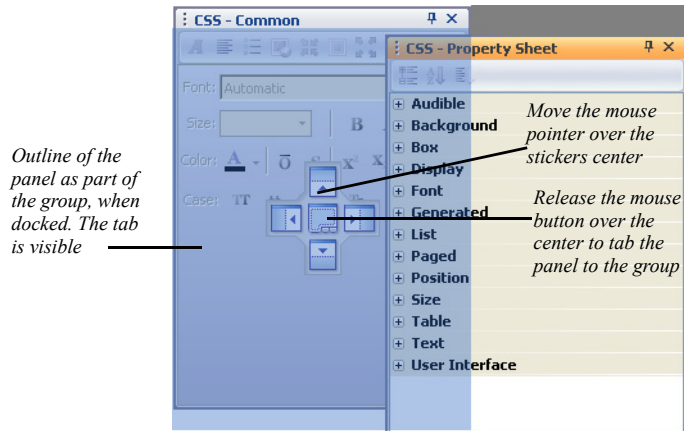 CSS - Common
CSS - Property Sheet
Font: Automatic
Size:
B
Color: A
Case: TT
Audible
Background
Box
Display
Font
Generated
List
Paged
Position
Size
Table
Text
User Interface
Outline of the
panel as part of
the group, when
docked. The tab
is visible
Move the mouse
pointer over the
stickers center
Release the mouse
button over the
center to tab the
panel to the group